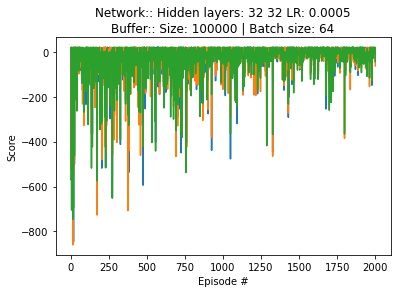 Network:: Hidden layers: 32 32 LR: 0.0005
Buffer:: Size: 100000 | Batch size: 64
0
−200
−400
−600
−800
Score
0 250 500 750 1000 1250 1500 1750 2000
Episode #